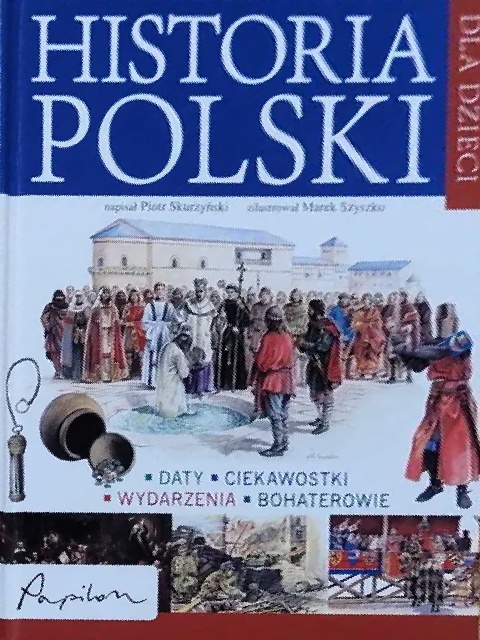 HISTORIA
POLSKI
DLA DZIECI
napisał Piotr Skurzyński zilustrował Marek Szyszko
▪ DATY ▪ CIEKAWOSTKI
▪ WYDARZENIA ▪ BOHATEROWIE
Papilon